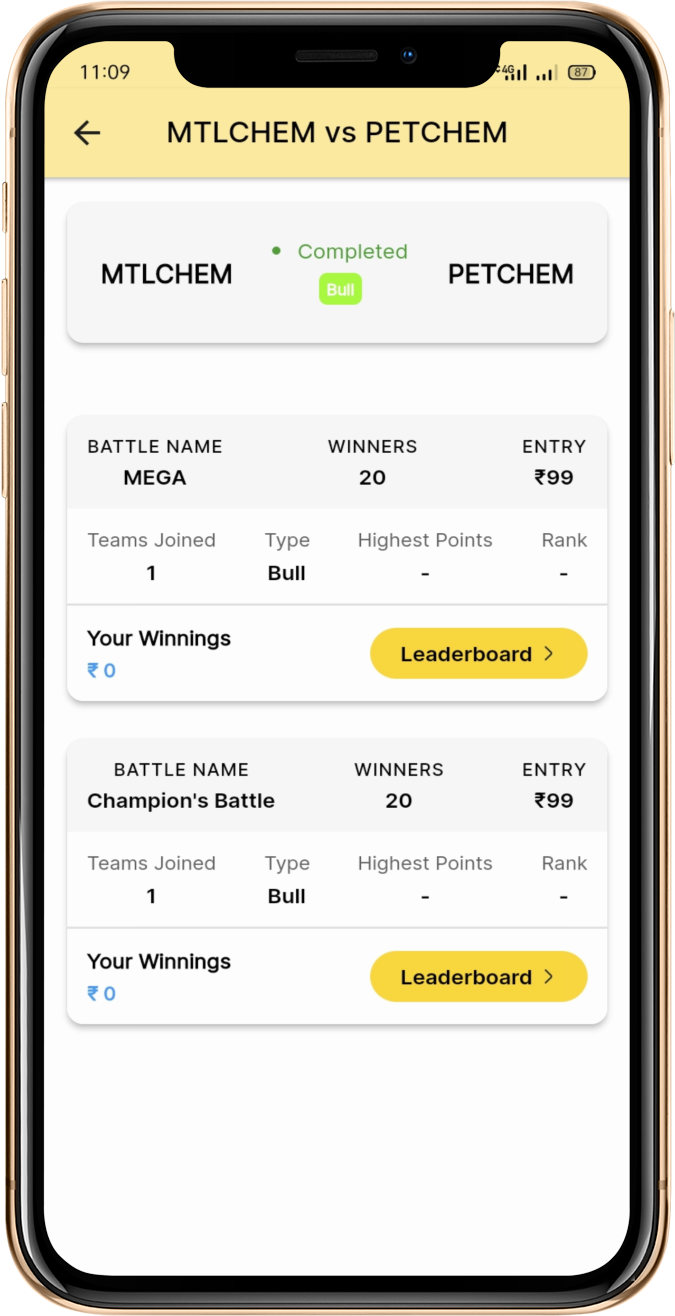 11:09
4G
87
MTLCHEM vs PETCHEM
• Completed
MTLCHEM PETCHEM
Bull
BATTLE NAME WINNERS ENTRY
MEGA 20 ₹99
Teams Joined Type Highest Points Rank
1 Bull - -
Your Winnings
Leaderboard >
₹ 0
BATTLE NAME WINNERS ENTRY
Champion's Battle 20 ₹99
Teams Joined Type Highest Points Rank
1 Bull - -
Your Winnings
Leaderboard >
₹ 0